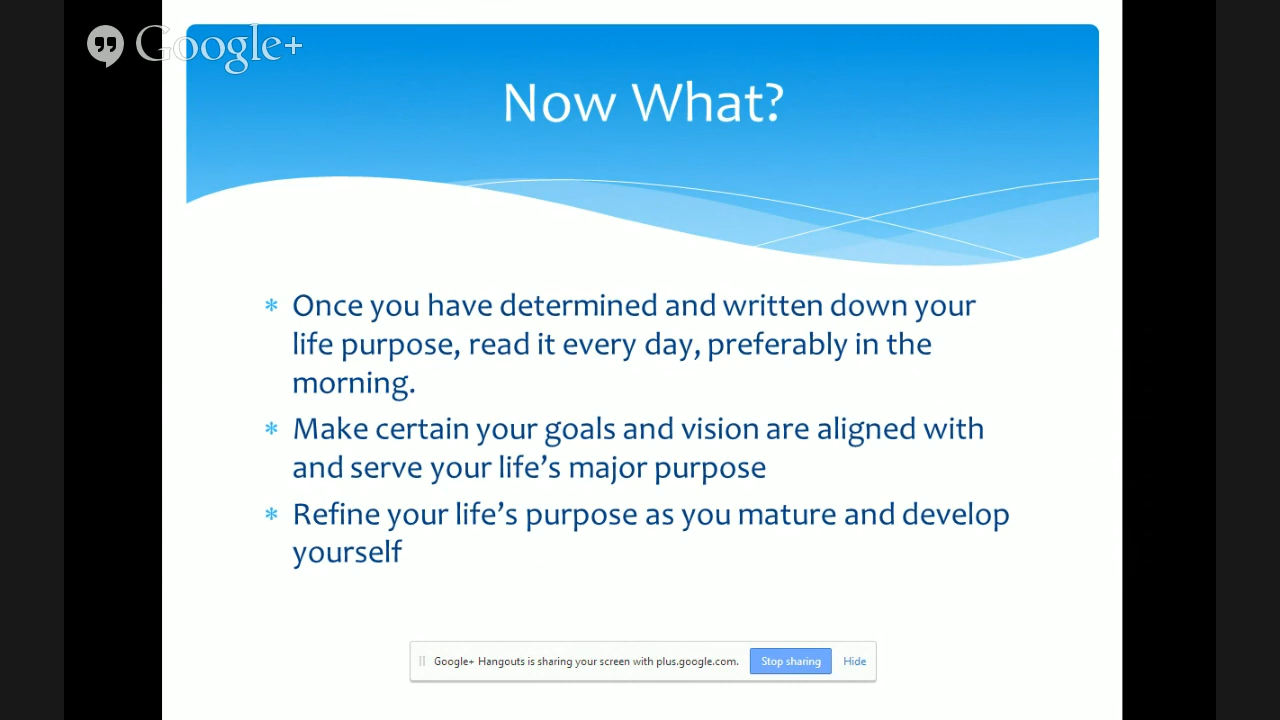 Google+
Now What?
* Once you have determined and written down your
life purpose, read it every day, preferably in the
morning.
* Make certain your goals and vision are aligned with
and serve your life’s major purpose
* Refine your life’s purpose as you mature and develop
yourself
Google+ Hangouts is sharing your screen with plus.google.com. Stop sharing Hide